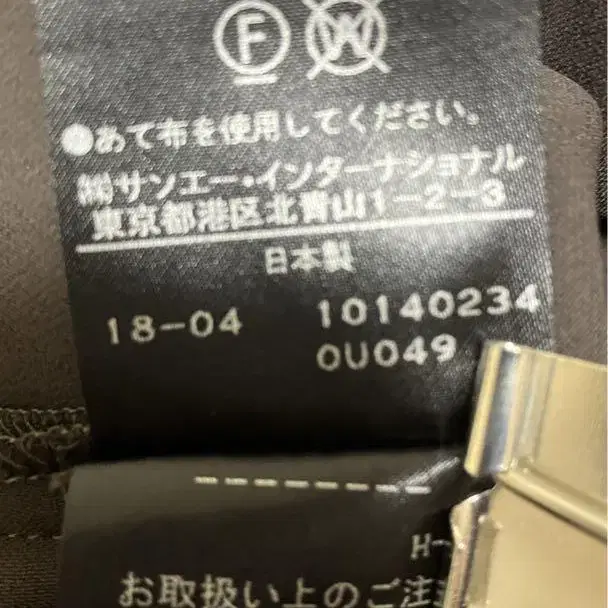 F W
●あて布を使用してください。
㈱サンエー・インターナショナル
東京都港区北青山1-2-3
日本製
18-04 10140234
0U049
--------
H-
お取扱い上のご注